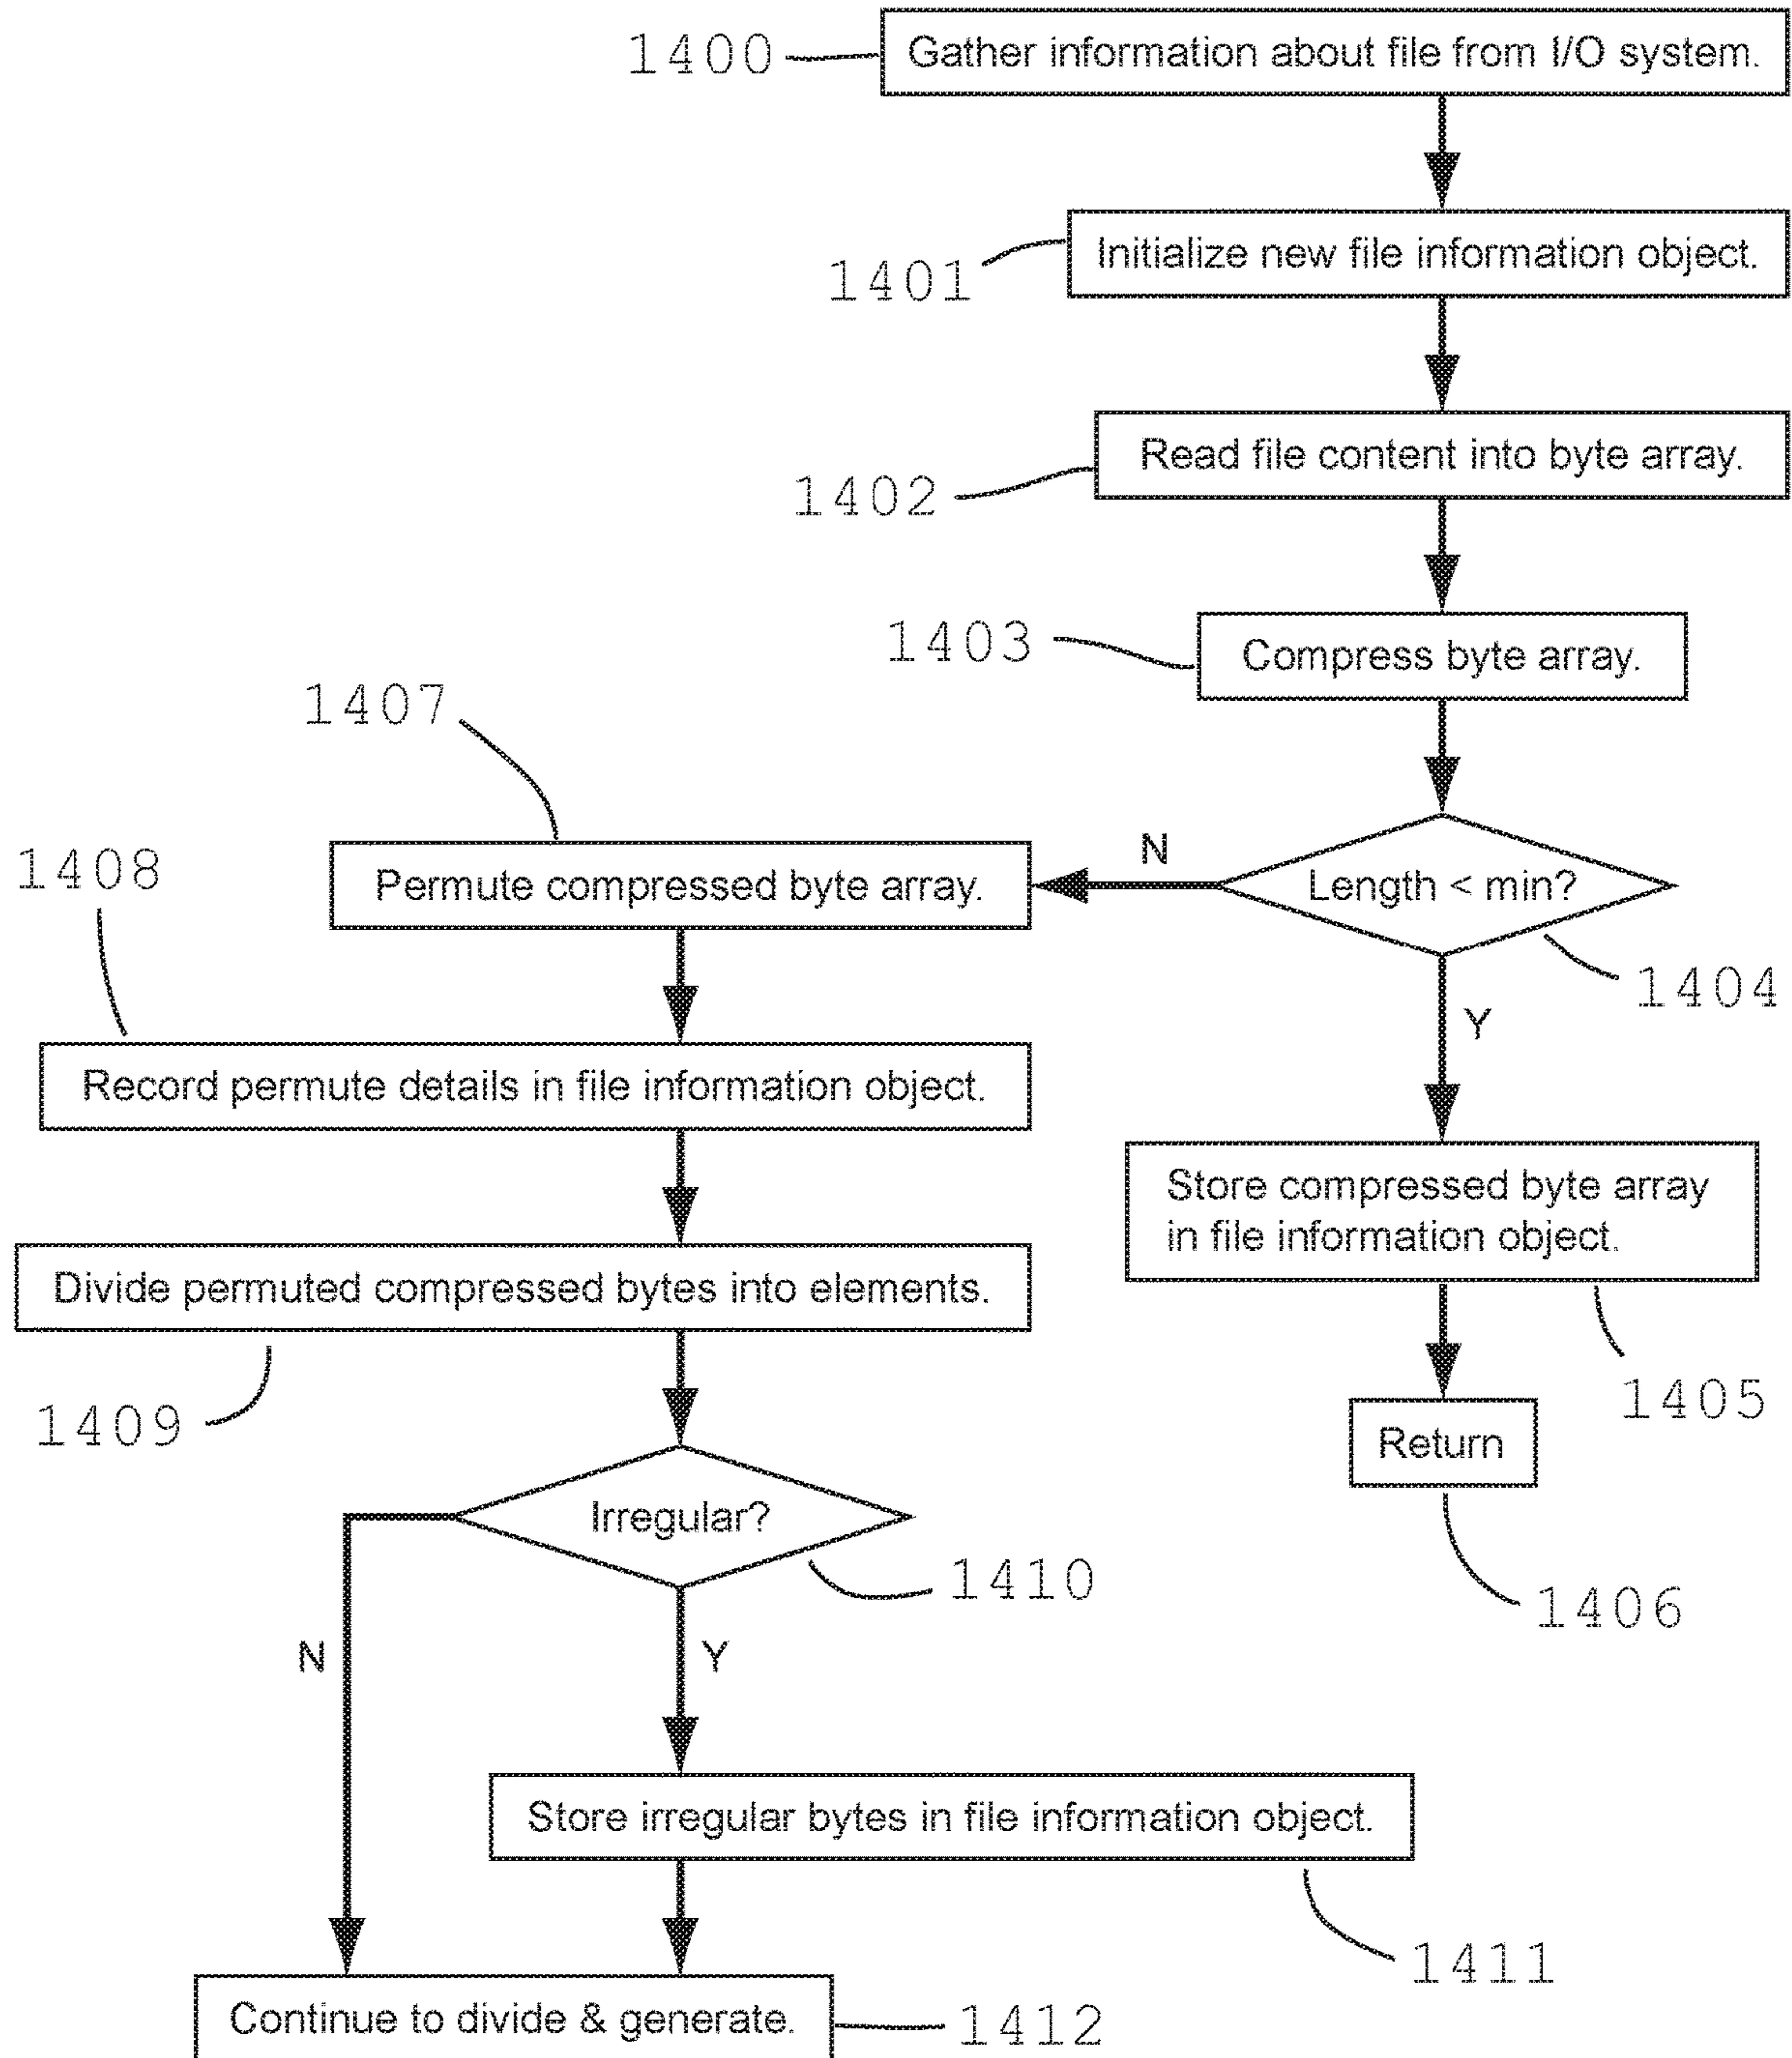 1400
Gather information about file from I/O system.
1401
Initialize new file information object.
1402
Read file content into byte array.
1403
Compress byte array.
1404
Length < min?
N
Y
1407
Permute compressed byte array.
1408
Record permute details in file information object.
Store compressed byte array
in file information object.
1405
Divide permuted compressed bytes into elements.
1409
Return
1406
Irregular?
1410
N
Y
Store irregular bytes in file information object.
1411
Continue to divide & generate.
1412